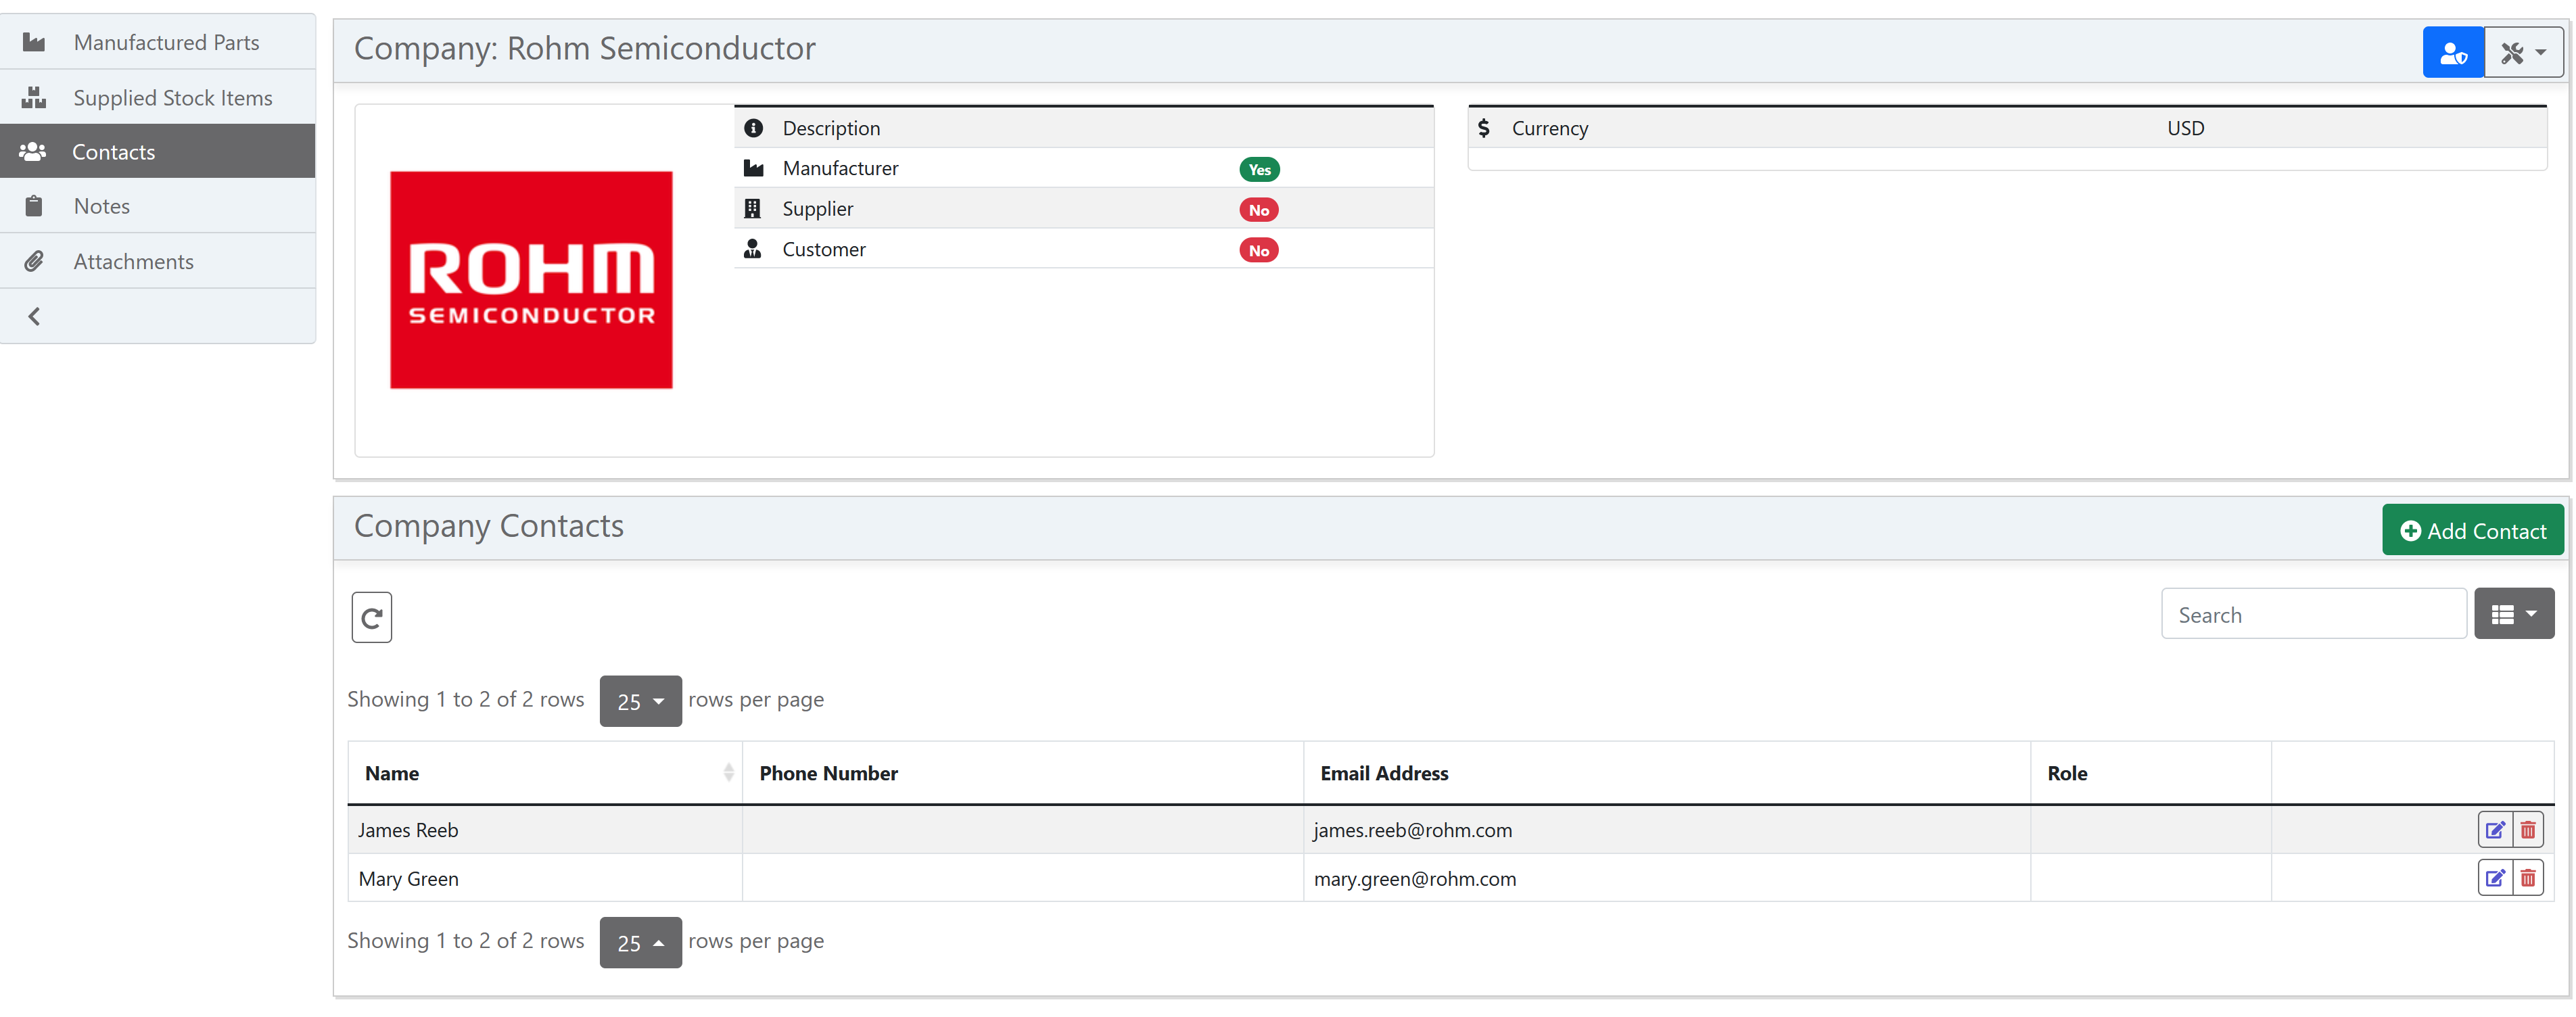 Manufactured Parts
Supplied Stock Items
Contacts
Notes
Attachments
Company: Rohm Semiconductor
ROHM
SEMICONDUCTOR
Description
Manufacturer Yes
Supplier No
Customer No
$ Currency USD
Company Contacts
Add Contact
Search
Showing 1 to 2 of 2 rows 25 rows per page
Name Phone Number Email Address Role
James Reeb james.reeb@rohm.com
Mary Green mary.green@rohm.com
Showing 1 to 2 of 2 rows 25 rows per page